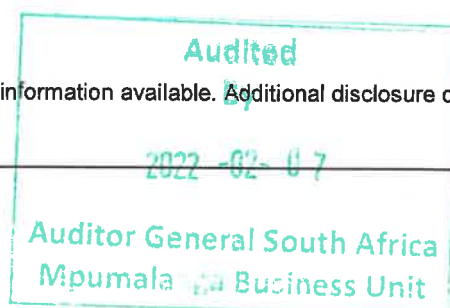 Audited
information available. Additional disclosure
By
2022 -02- 07
Auditor General South Africa
Business Unit